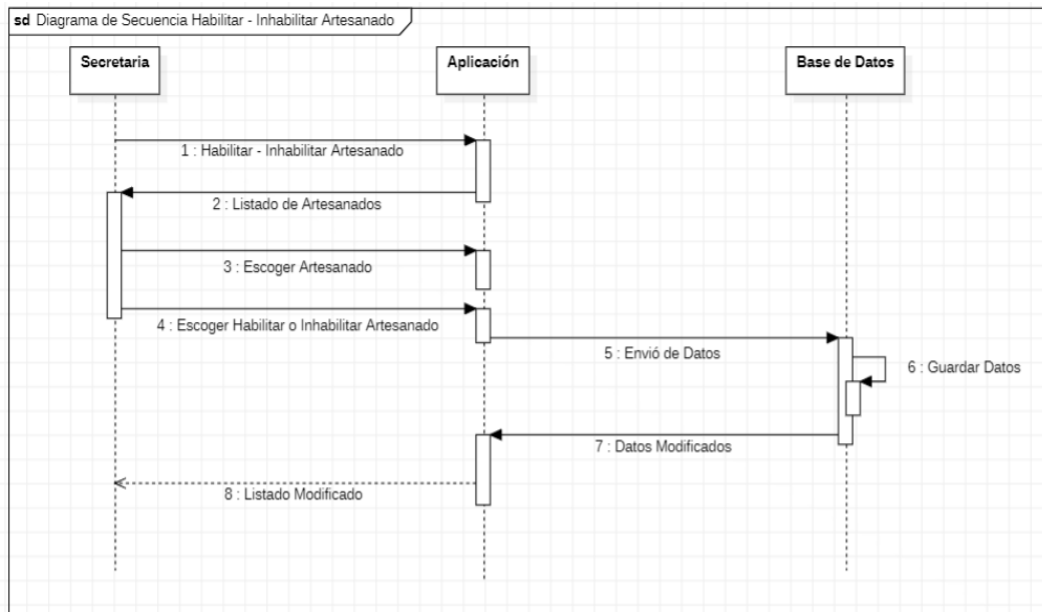 sd Diagrama de Secuencia Habilitar - Inhabilitar Artesanado
Secretaria
Aplicación
Base de Datos
1 : Habilitar - Inhabilitar Artesanado
2 : Listado de Artesanados
3 : Escoger Artesanado
4 : Escoger Habilitar o Inhabilitar Artesanado
5 : Envió de Datos
6 : Guardar Datos
7 : Datos Modificados
8 : Listado Modificado